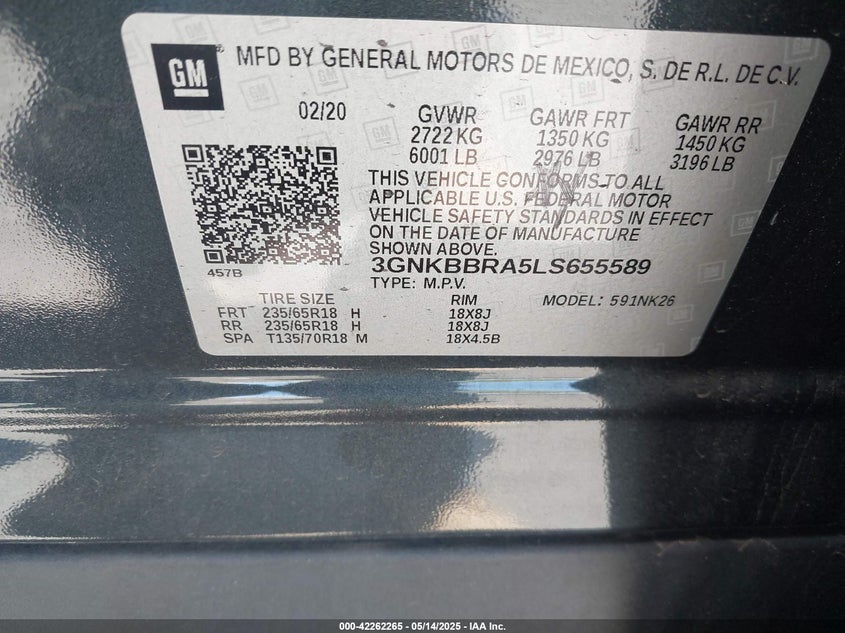 GM
MFD BY GENERAL MOTORS DE MEXICO, S. DE R.L. DE C.V.
02/20 GVWR GAWR FRT GAWR RR
2722 KG 1350 KG 1450 KG
6001 LB 2976 LB 3196 LB
THIS VEHICLE CONFORMS TO ALL
APPLICABLE U.S. FEDERAL MOTOR
VEHICLE SAFETY STANDARDS IN EFFECT
ON THE DATE OF MANUFACTURE
SHOWN ABOVE.
457B
3GNKBBRA5LS655589
TYPE: M.P.V.
TIRE SIZE RIM MODEL: 591NK26
FRT 235/65R18 H 18X8J
RR 235/65R18 H 18X8J
SPA T135/70R18 M 18X4.5B
000-42262265 - 05/14/2025 - IAA Inc.